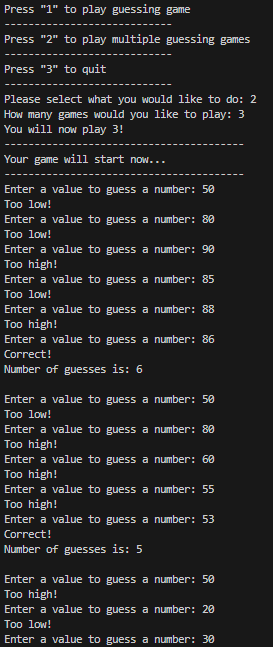 Press "1" to play guessing game
----------------------------
Press "2" to play multiple guessing games
----------------------------
Press "3" to quit
----------------------------
Please select what you would like to do: 2
How many games would you like to play: 3
You will now play 3!
----------------------------------------
Your game will start now...
----------------------------------------
Enter a value to guess a number: 50
Too low!
Enter a value to guess a number: 80
Too low!
Enter a value to guess a number: 90
Too high!
Enter a value to guess a number: 85
Too low!
Enter a value to guess a number: 88
Too high!
Enter a value to guess a number: 86
Correct!
Number of guesses is: 6
Enter a value to guess a number: 50
Too low!
Enter a value to guess a number: 80
Too high!
Enter a value to guess a number: 60
Too high!
Enter a value to guess a number: 55
Too high!
Enter a value to guess a number: 53
Correct!
Number of guesses is: 5
Enter a value to guess a number: 50
Too high!
Enter a value to guess a number: 20
Too low!
Enter a value to guess a number: 30